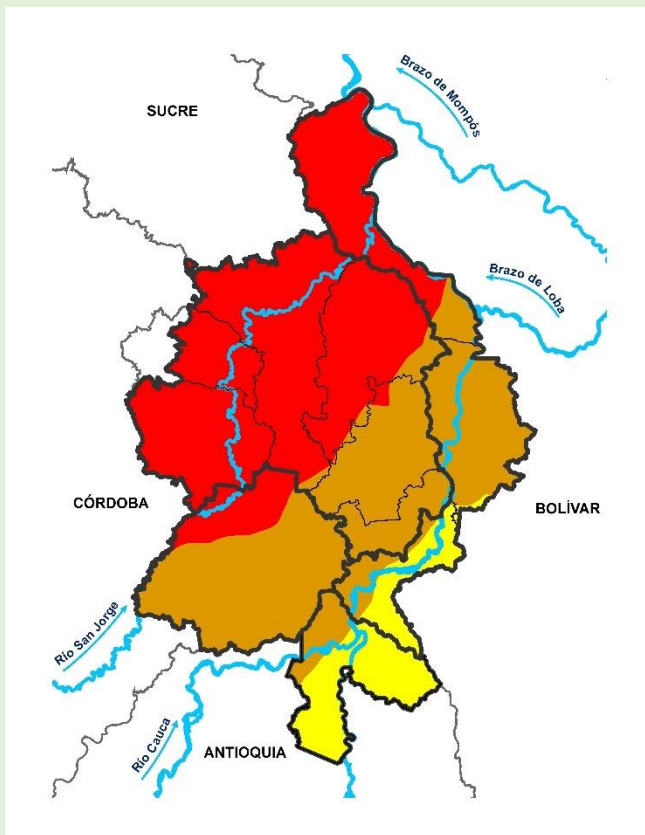 Brazo de Mompós
SUCRE
Brazo de Loba
CÓRDOBA
BOLÍVAR
Río San Jorge
Río Cauca
ANTIOQUIA